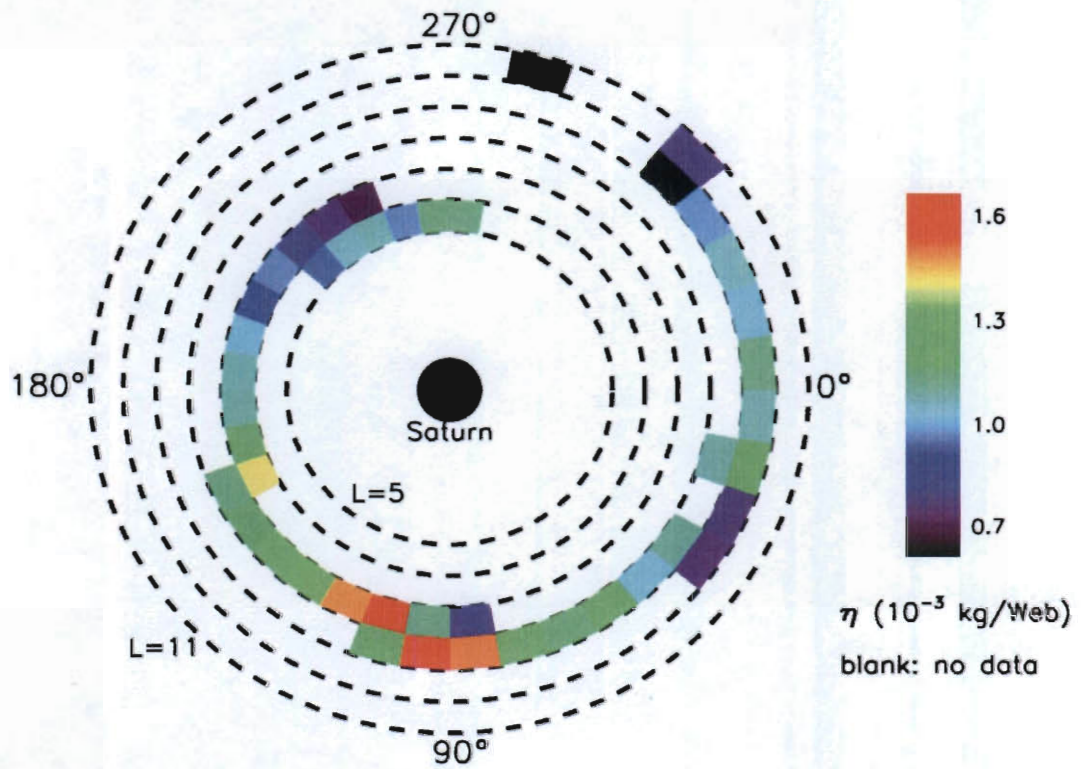 270°
1.6
1.3
180°
0°
1.0
Saturn
L=5
0.7
η (10⁻³ kg/Web)
L=11
blank: no data
90°